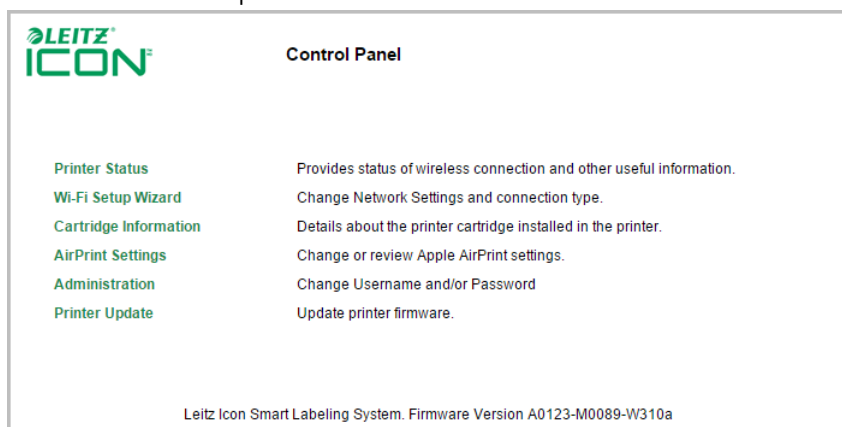 LEITZ®
ICON™
Control Panel
Printer Status Provides status of wireless connection and other useful information.
Wi-Fi Setup Wizard Change Network Settings and connection type.
Cartridge Information Details about the printer cartridge installed in the printer.
AirPrint Settings Change or review Apple AirPrint settings.
Administration Change Username and/or Password
Printer Update Update printer firmware.
Leitz Icon Smart Labeling System. Firmware Version A0123-M0089-W310a